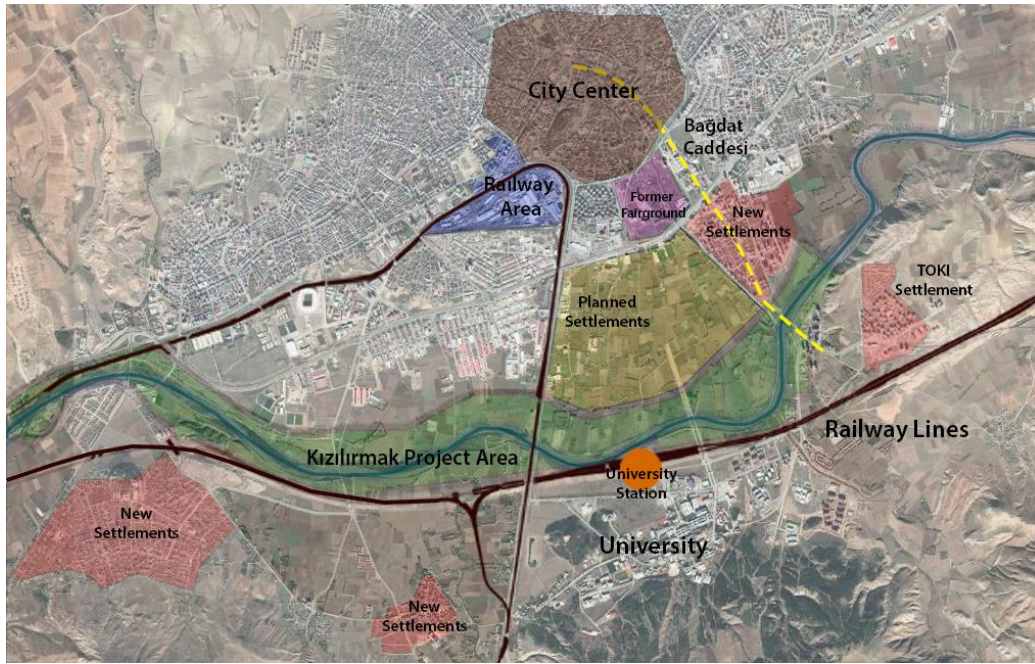 City Center
Bağdat
Caddesi
Railway
Area
Former
Fairground
New
Settlements
TOKI
Settlement
Planned
Settlements
Railway Lines
Kızılırmak Project Area
University
Station
New
Settlements
University
New
Settlements